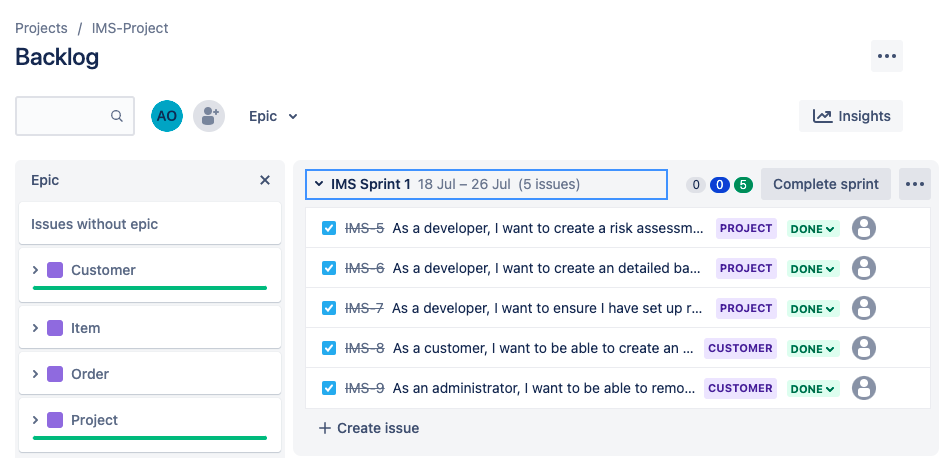 Projects / IMS-Project
Backlog
AO
Epic
Insights
Epic
Issues without epic
Customer
Item
Order
Project
IMS Sprint 1 18 Jul – 26 Jul (5 issues)
0 0 5
Complete sprint
IMS-5 As a developer, I want to create a risk assessm... PROJECT DONE
IMS-6 As a developer, I want to create an detailed ba... PROJECT DONE
IMS-7 As a developer, I want to ensure I have set up r... PROJECT DONE
IMS-8 As a customer, I want to be able to create an ... CUSTOMER DONE
IMS-9 As an administrator, I want to be able to remo... CUSTOMER DONE
+ Create issue